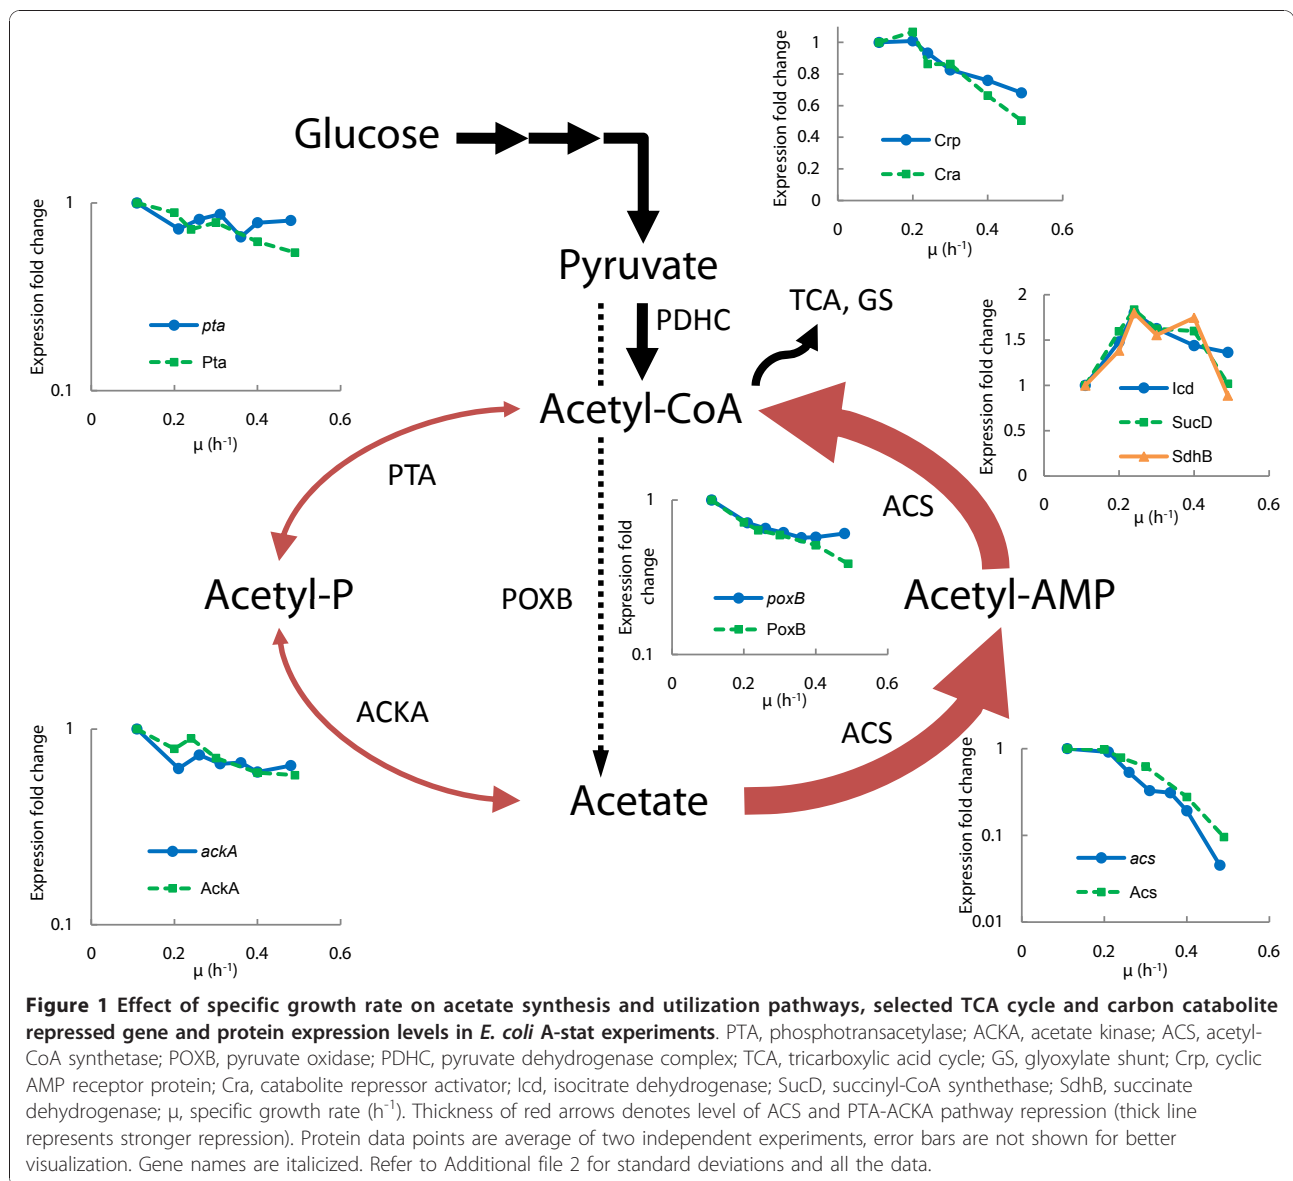 Glucose
Pyruvate
PDHC
TCA, GS
Acetyl-CoA
PTA
ACS
Acetyl-P
POXB
Acetyl-AMP
ACKA
ACS
Acetate
Expression fold change
1
0.8
0.6
0.4
0.2
0
Crp
Cra
0 0.2 0.4 0.6
μ (h-1)
Expression fold change
1
0.1
pta
Pta
0 0.2 0.4 0.6
μ (h-1)
Expression fold change
2
1.5
1
0.5
0
Icd
SucD
SdhB
0 0.2 0.4 0.6
μ (h-1)
Expression fold
change
1
0.1
poxB
PoxB
0 0.2 0.4 0.6
μ (h-1)
Expression fold change
1
0.1
ackA
AckA
0 0.2 0.4 0.6
μ (h-1)
Expression fold change
1
0.1
0.01
acs
Acs
0 0.2 0.4 0.6
μ (h-1)
Figure 1 Effect of specific growth rate on acetate synthesis and utilization pathways, selected TCA cycle and carbon catabolite
repressed gene and protein expression levels in E. coli A-stat experiments. PTA, phosphotransacetylase; ACKA, acetate kinase; ACS, acetyl-
CoA synthetase; POXB, pyruvate oxidase; PDHC, pyruvate dehydrogenase complex; TCA, tricarboxylic acid cycle; GS, glyoxylate shunt; Crp, cyclic
AMP receptor protein; Cra, catabolite repressor activator; Icd, isocitrate dehydrogenase; SucD, succinyl-CoA synthethase; SdhB, succinate
dehydrogenase; μ, specific growth rate (h-1). Thickness of red arrows denotes level of ACS and PTA-ACKA pathway repression (thick line
represents stronger repression). Protein data points are average of two independent experiments, error bars are not shown for better
visualization. Gene names are italicized. Refer to Additional file 2 for standard deviations and all the data.